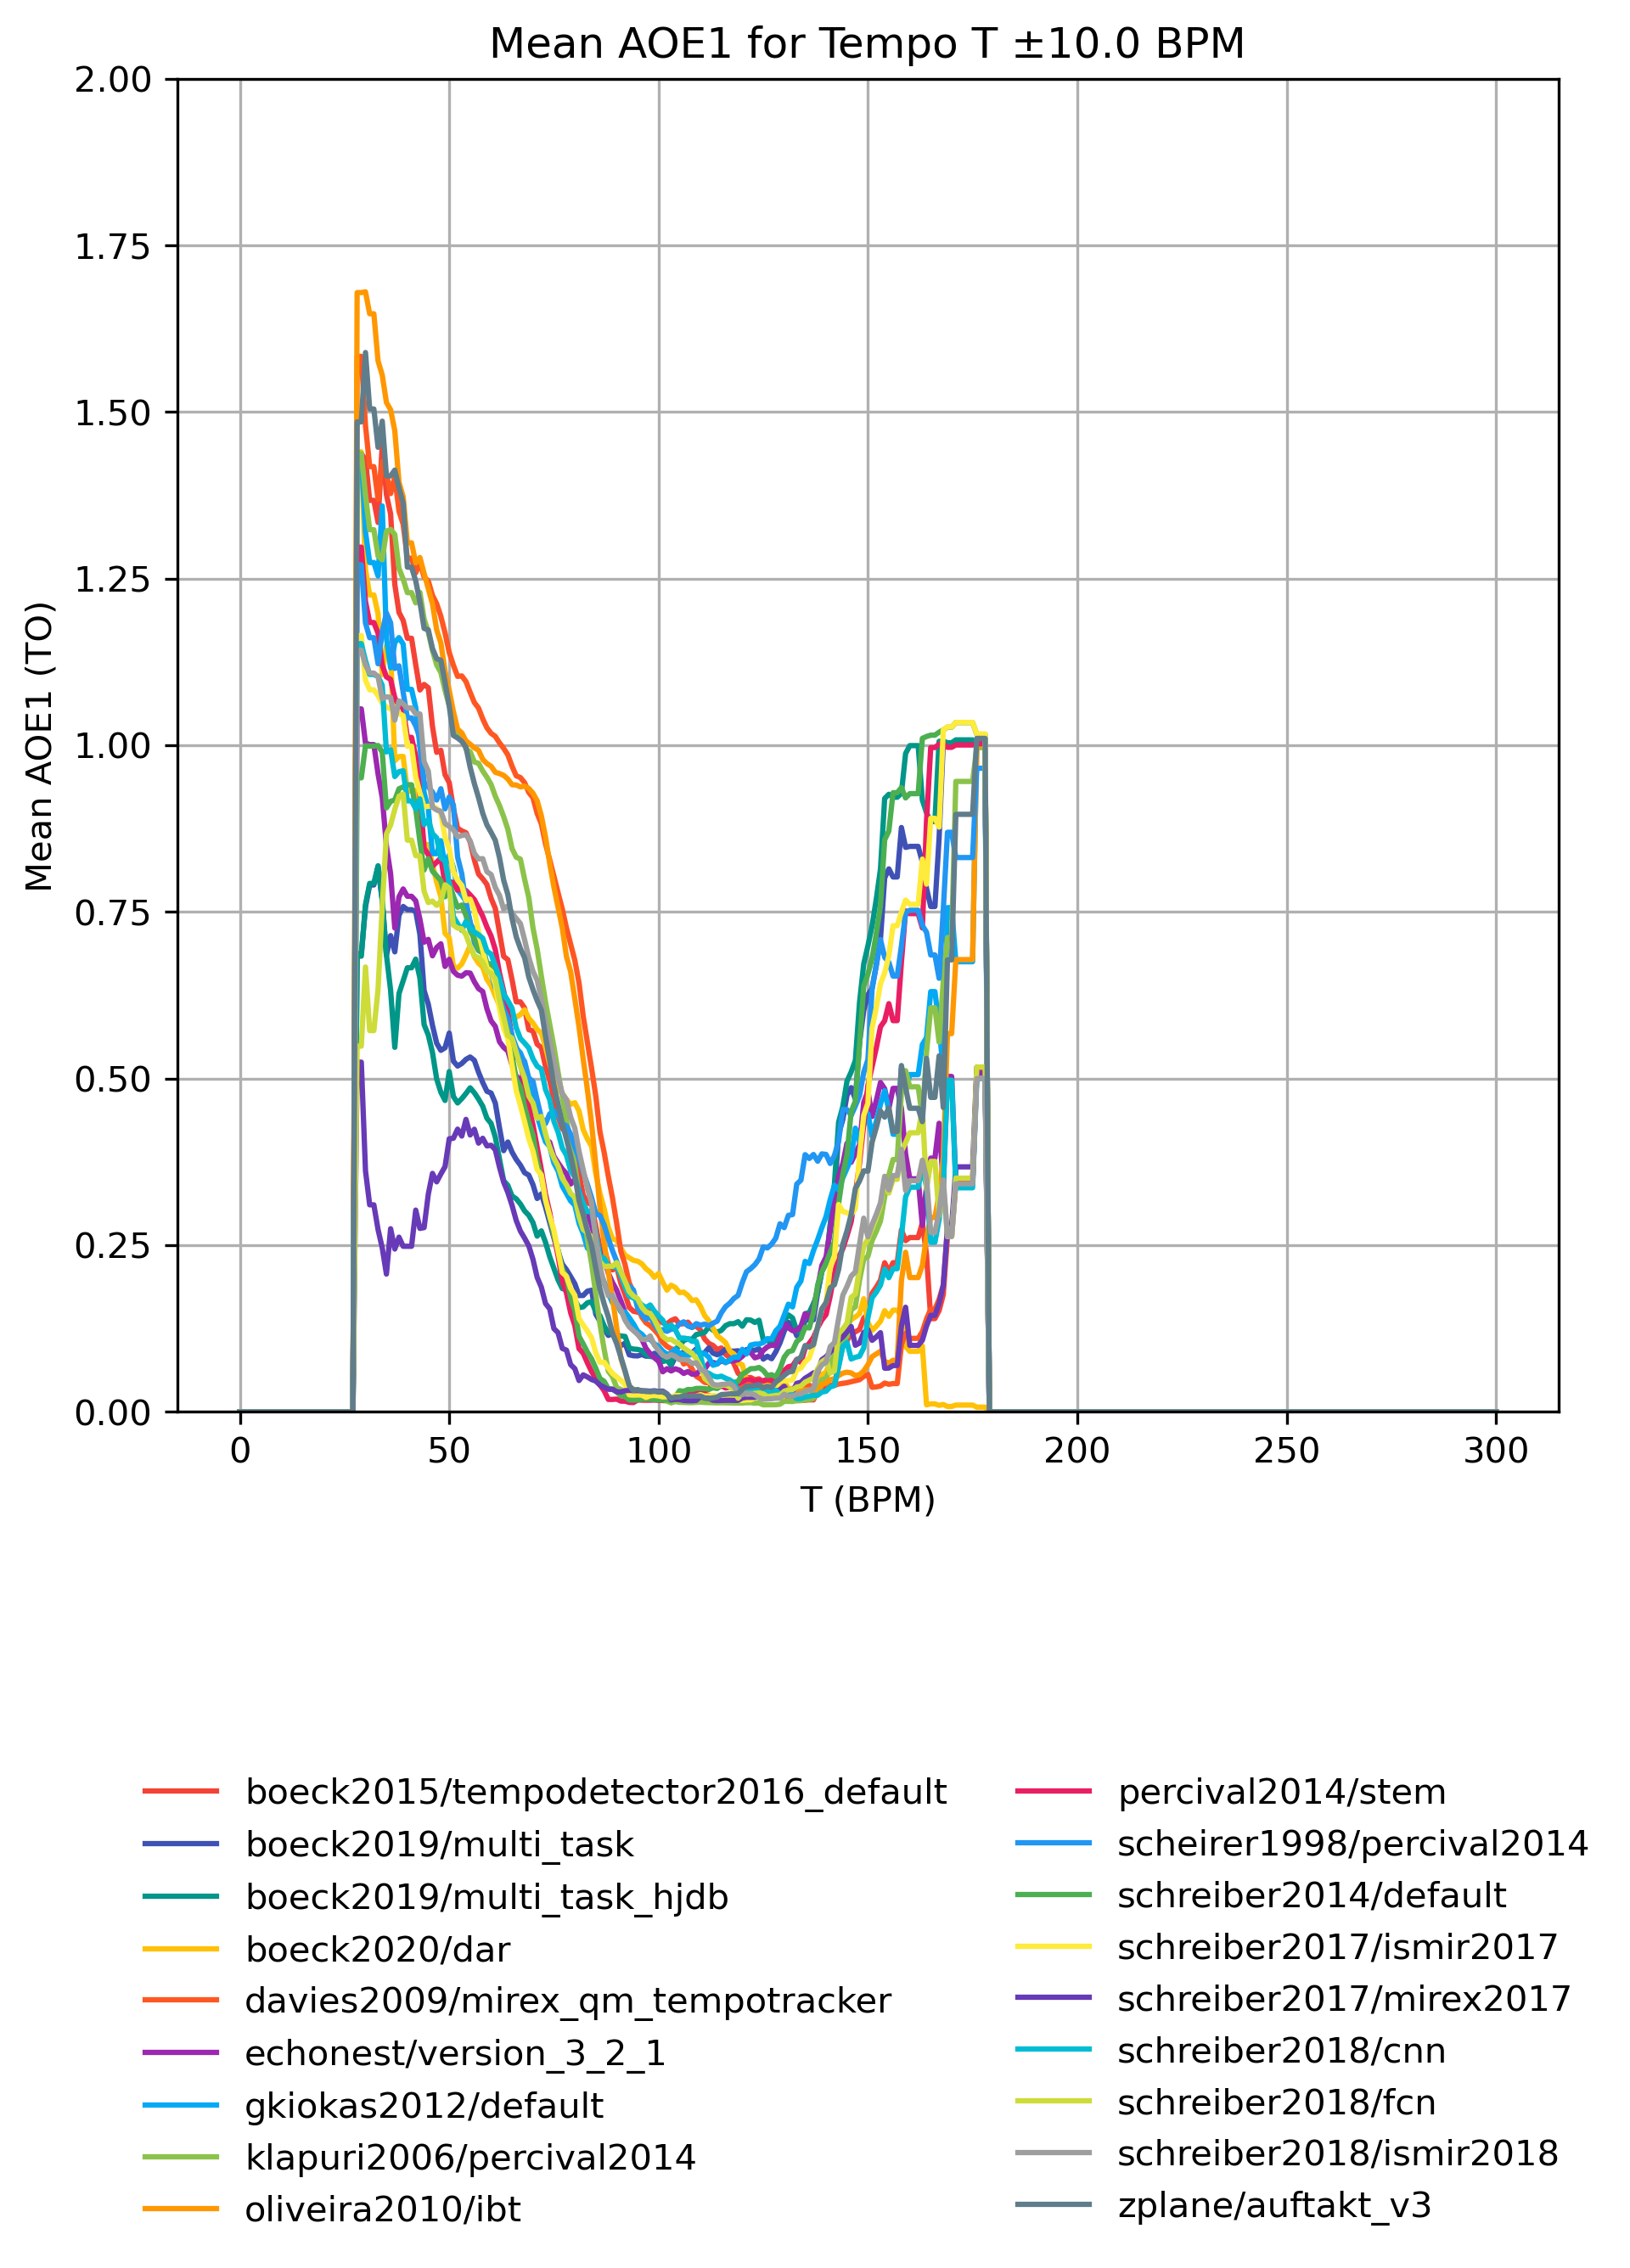 Mean AOE1 for Tempo T ±10.0 BPM
2.00
1.75
1.50
1.25
1.00
0.75
0.50
0.25
0.00
Mean AOE1 (TO)
0 50 100 150 200 250 300
T (BPM)
boeck2015/tempodetector2016_default
boeck2019/multi_task
boeck2019/multi_task_hjdb
boeck2020/dar
davies2009/mirex_qm_tempotracker
echonest/version_3_2_1
gkiokas2012/default
klapuri2006/percival2014
oliveira2010/ibt
percival2014/stem
scheirer1998/percival2014
schreiber2014/default
schreiber2017/ismir2017
schreiber2017/mirex2017
schreiber2018/cnn
schreiber2018/fcn
schreiber2018/ismir2018
zplane/auftakt_v3